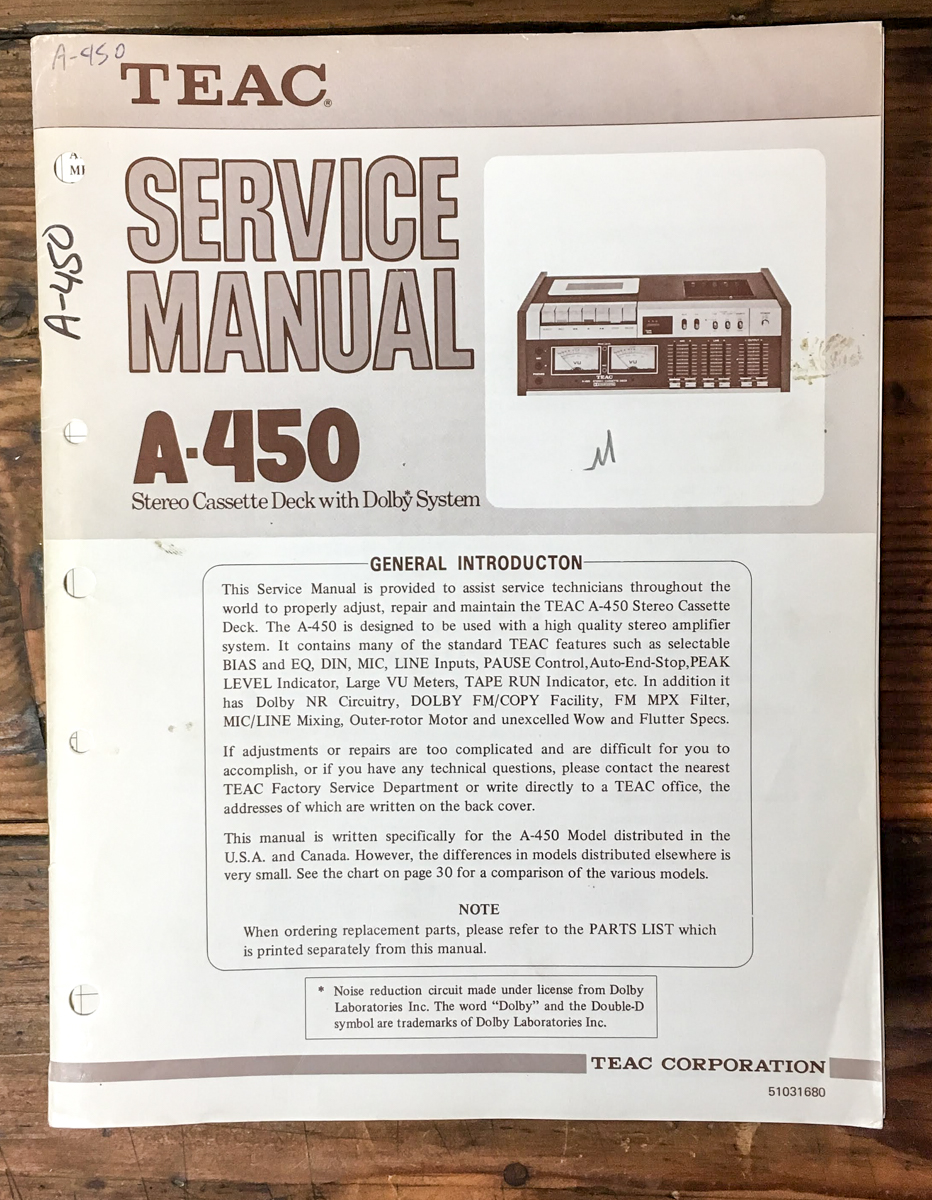 A-450
TEAC®
A-450
SERVICE
MANUAL
VU
VU
TEAC
M
A-450
Stereo Cassette Deck with Dolby* System
GENERAL INTRODUCTON
This Service Manual is provided to assist service technicians throughout the
world to properly adjust, repair and maintain the TEAC A-450 Stereo Cassette
Deck. The A-450 is designed to be used with a high quality stereo amplifier
system. It contains many of the standard TEAC features such as selectable
BIAS and EQ, DIN, MIC, LINE Inputs, PAUSE Control,Auto-End-Stop,PEAK
LEVEL Indicator, Large VU Meters, TAPE RUN Indicator, etc. In addition it
has Dolby NR Circuitry, DOLBY FM/COPY Facility, FM MPX Filter,
MIC/LINE Mixing, Outer-rotor Motor and unexcelled Wow and Flutter Specs.
If adjustments or repairs are too complicated and are difficult for you to
accomplish, or if you have any technical questions, please contact the nearest
TEAC Factory Service Department or write directly to a TEAC office, the
addresses of which are written on the back cover.
This manual is written specifically for the A-450 Model distributed in the
U.S.A. and Canada. However, the differences in models distributed elsewhere is
very small. See the chart on page 30 for a comparison of the various models.
NOTE
When ordering replacement parts, please refer to the PARTS LIST which
is printed separately from this manual.
* Noise reduction circuit made under license from Dolby
Laboratories Inc. The word “Dolby” and the Double-D
symbol are trademarks of Dolby Laboratories Inc.
TEAC CORPORATION
51031680